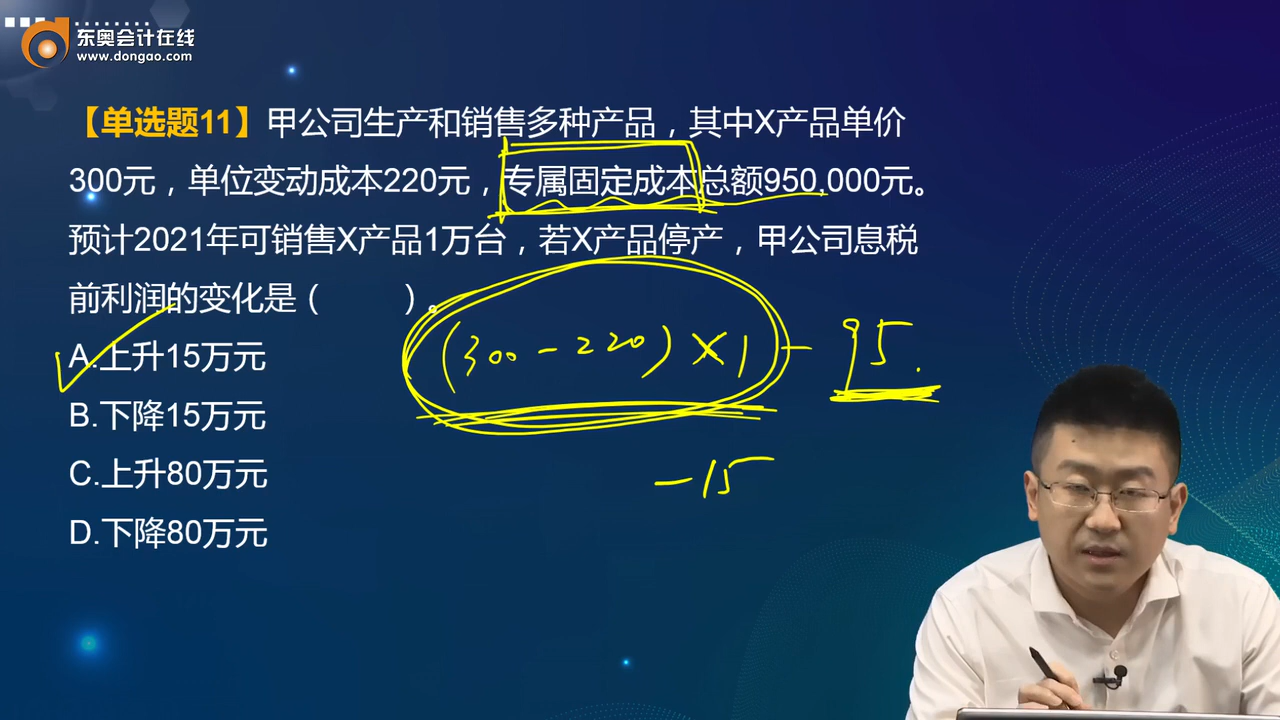 东奥会计在线
www.dongao.com
【单选题11】甲公司生产和销售多种产品，其中X产品单价
300元，单位变动成本220元，专属固定成本总额950,000元。
预计2021年可销售X产品1万台，若X产品停产，甲公司息税
前利润的变化是（　　）。
(300-220)×1-95.
A.上升15万元
B.下降15万元
-15
C.上升80万元
D.下降80万元